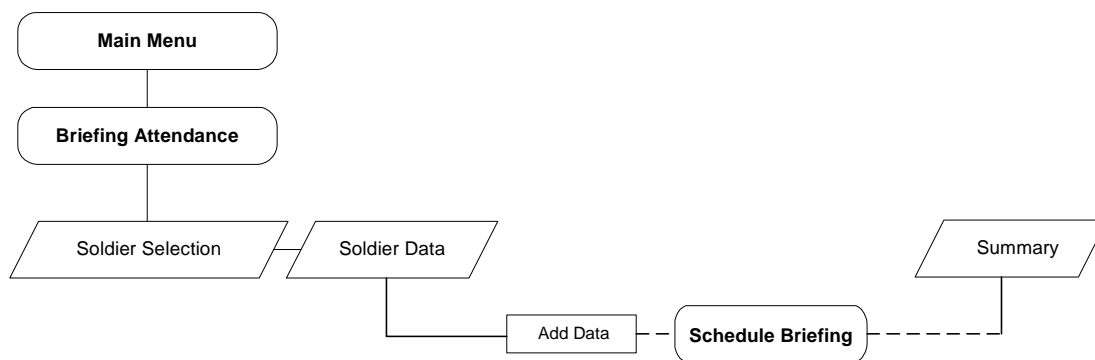 Main Menu
Briefing Attendance
Soldier Selection
Soldier Data
Summary
Add Data
Schedule Briefing